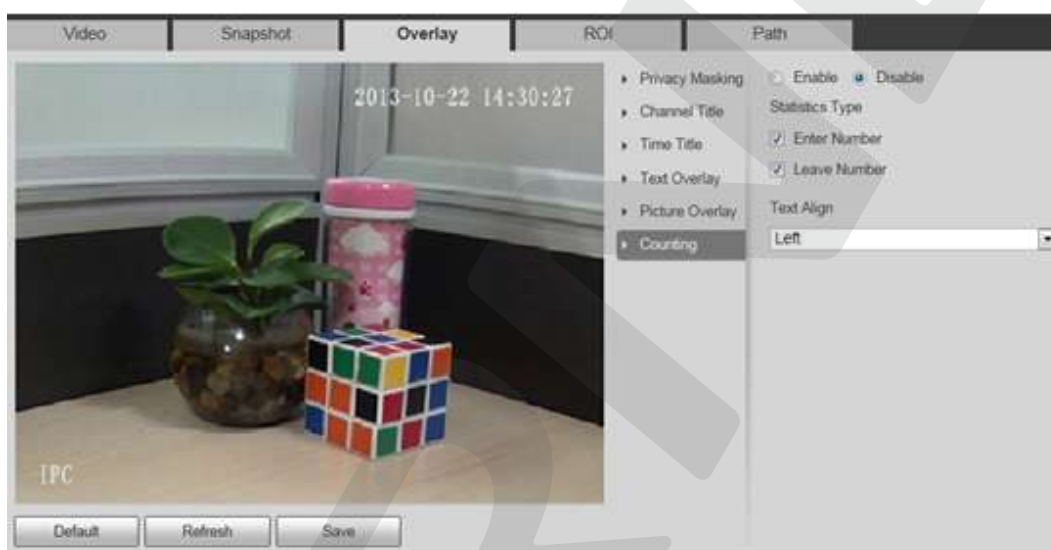 Video
Snapshot
Overlay
ROI
Path
2013-10-22 14:30:27
IPC
Privacy Masking
Channel Title
Time Title
Text Overlay
Picture Overlay
Counting
Enable Disable
Statistics Type
Enter Number
Leave Number
Text Align
Left
Default
Refresh
Save